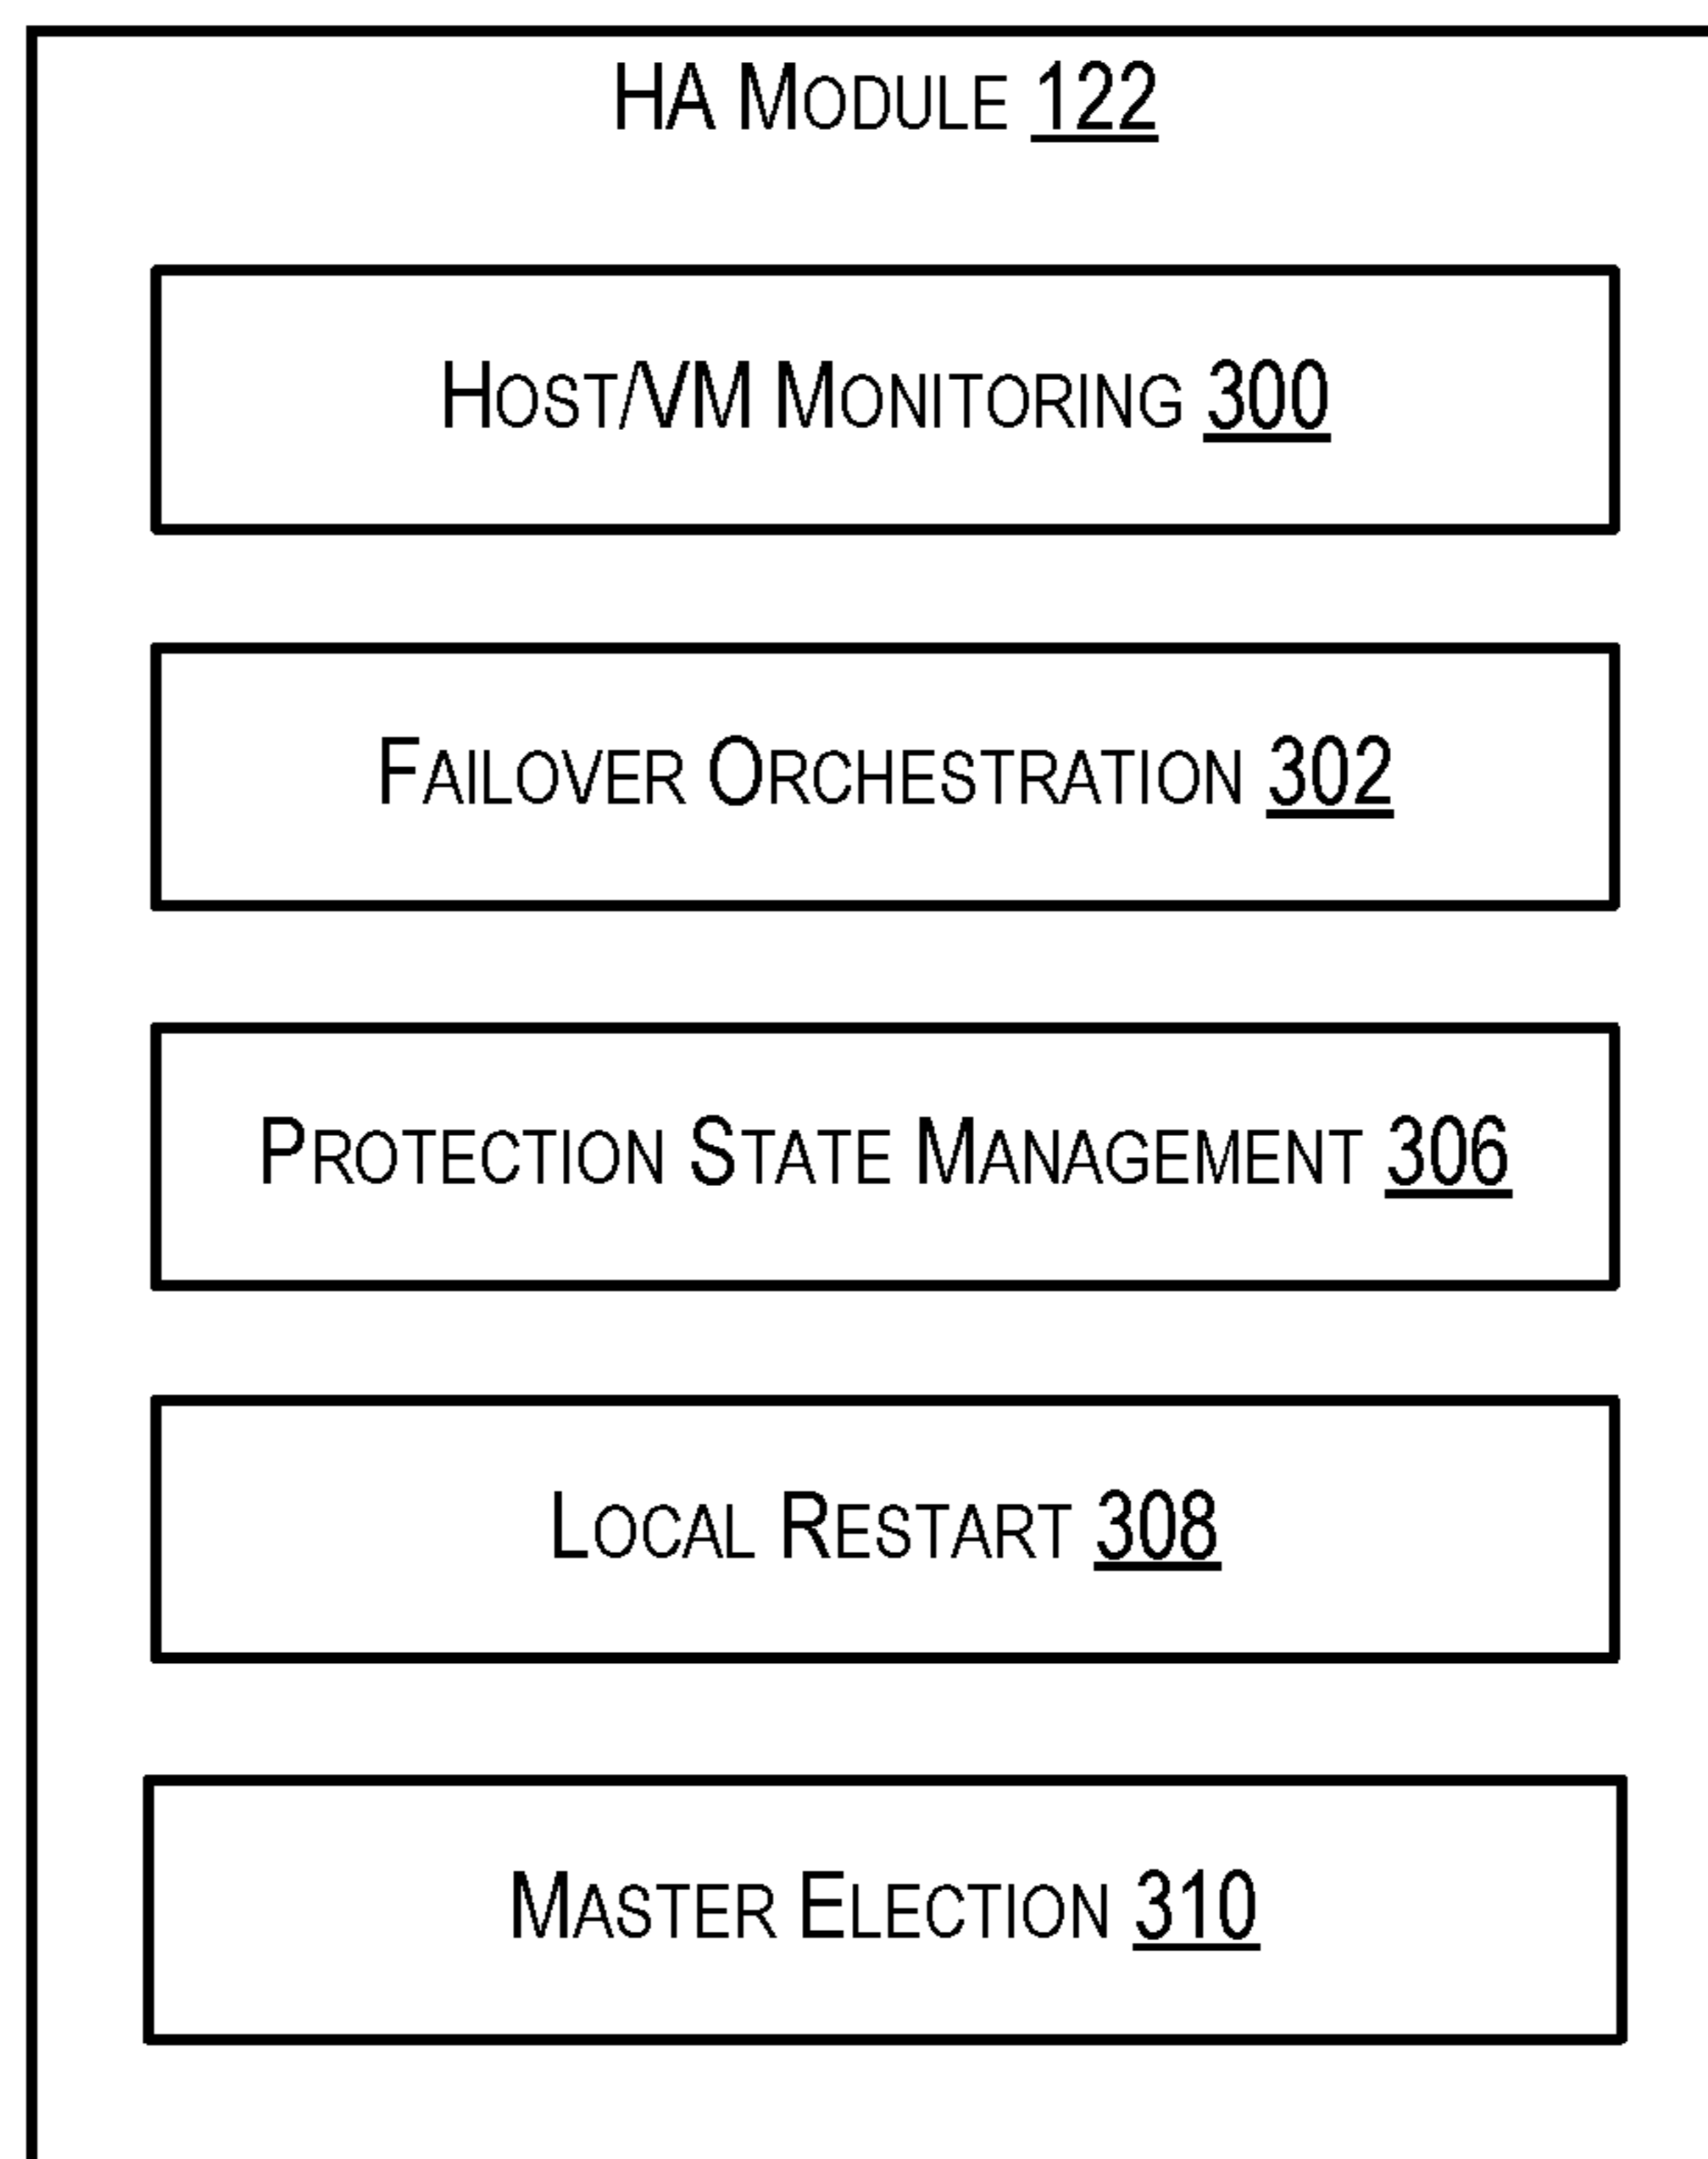 HA MODULE 122
HOST/VM MONITORING 300
FAILOVER ORCHESTRATION 302
PROTECTION STATE MANAGEMENT 306
LOCAL RESTART 308
MASTER ELECTION 310